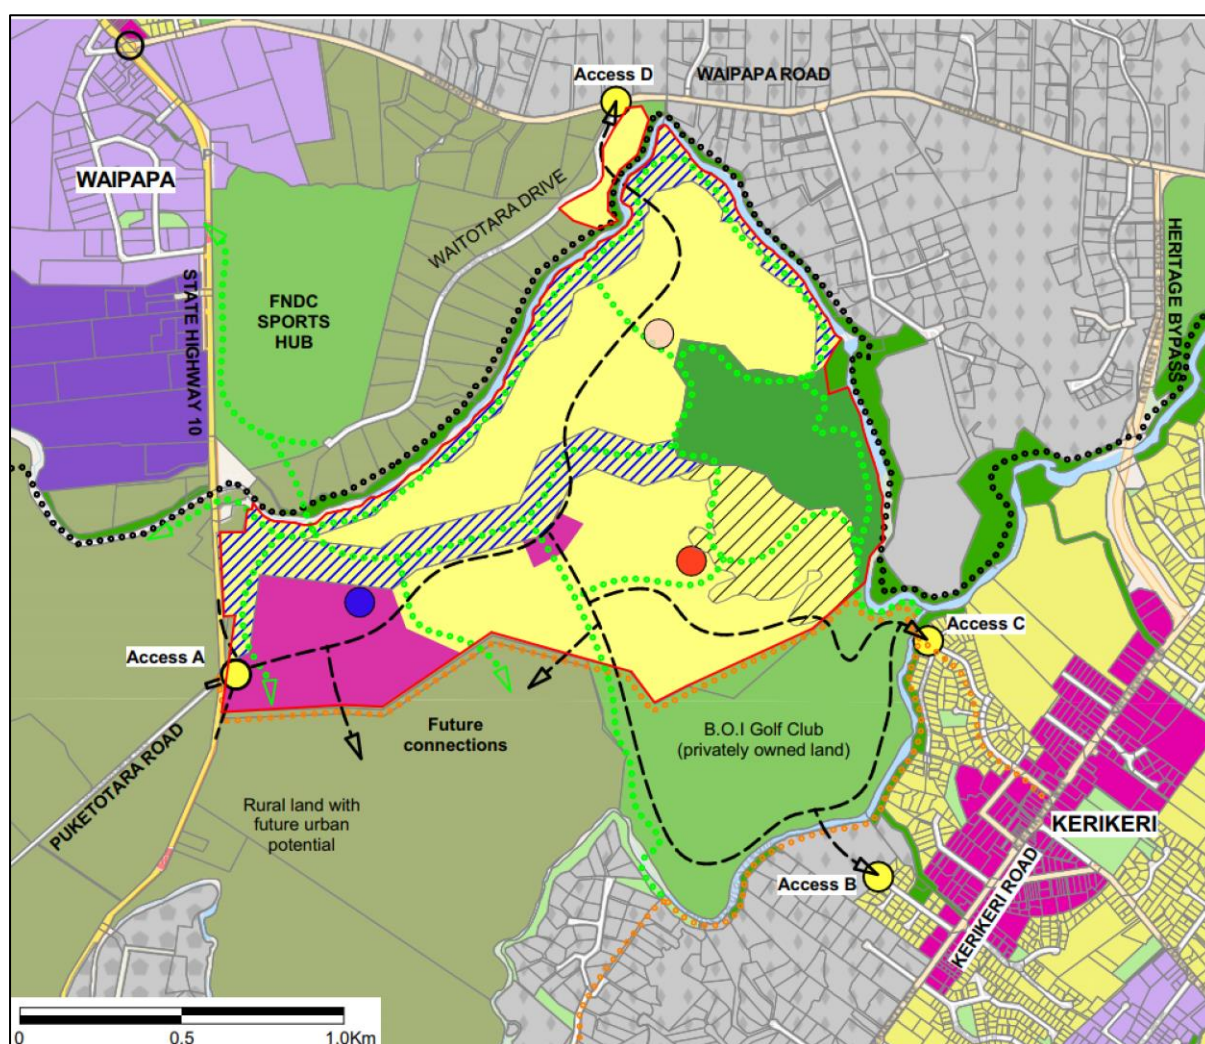 Access D
WAIPAPA ROAD
WAIPAPA
WAITOTARA DRIVE
HERITAGE BYPASS
STATE HIGHWAY 10
FNDC
SPORTS
HUB
Access A
Access C
PUKETOTARA ROAD
Future
connections
B.O.I Golf Club
(privately owned land)
Rural land with
future urban
potential
KERIKERI
Access B
KERIKERI ROAD
0
0.5
1.0Km